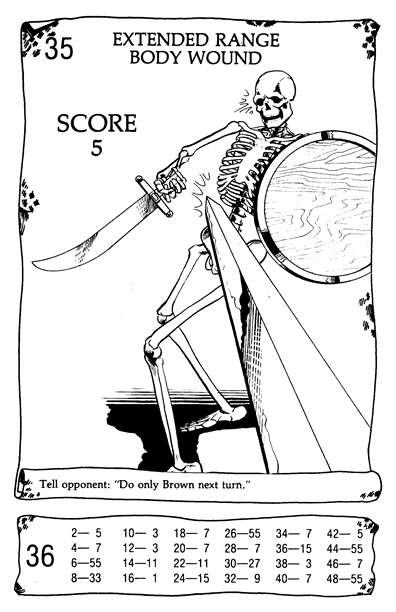 35
EXTENDED RANGE
BODY WOUND
SCORE
5
Tell opponent: "Do only Brown next turn."
36
2— 5 10— 3 18— 7 26—55 34— 7 42— 5
4— 7 12— 3 20— 7 28— 7 36—15 44—55
6—55 14—11 22—11 30—27 38— 3 46— 7
8—33 16— 1 24—15 32— 9 40— 7 48—55